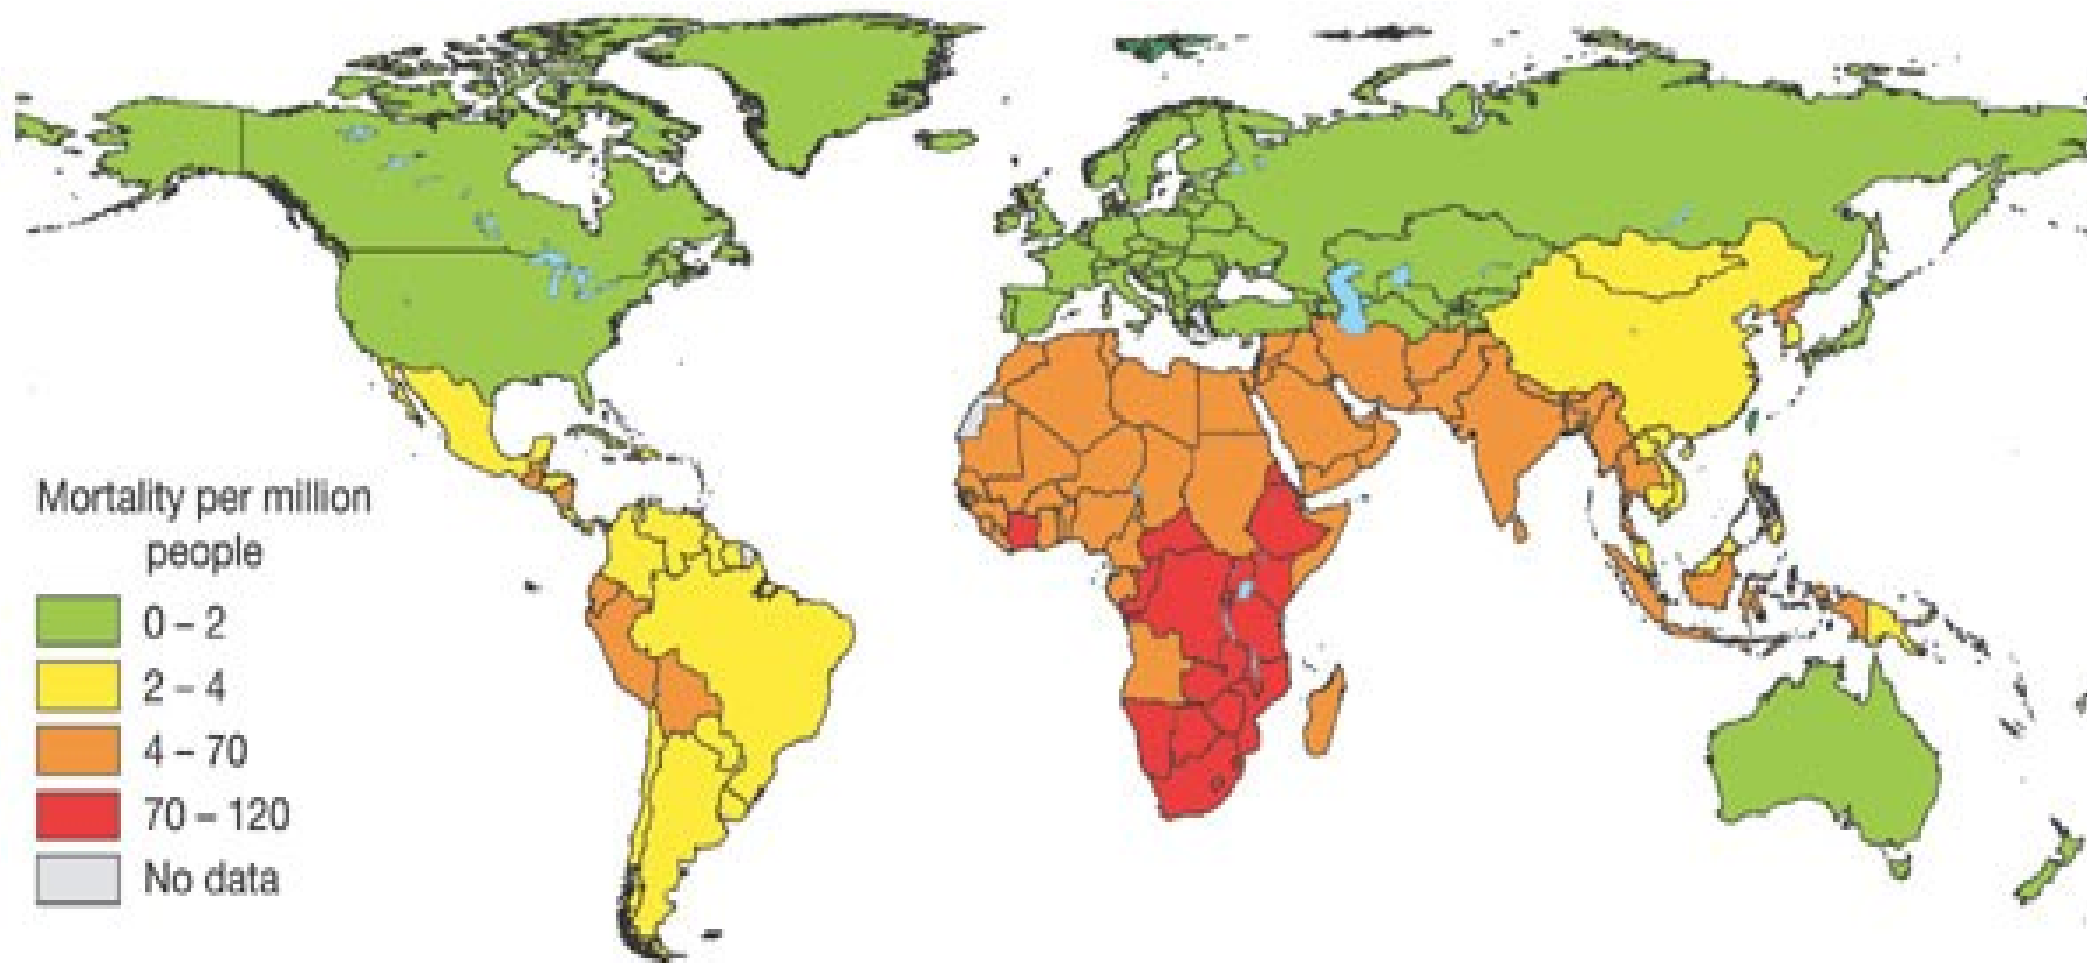 Mortality per million
people
0 – 2
2 – 4
4 – 70
70 – 120
No data